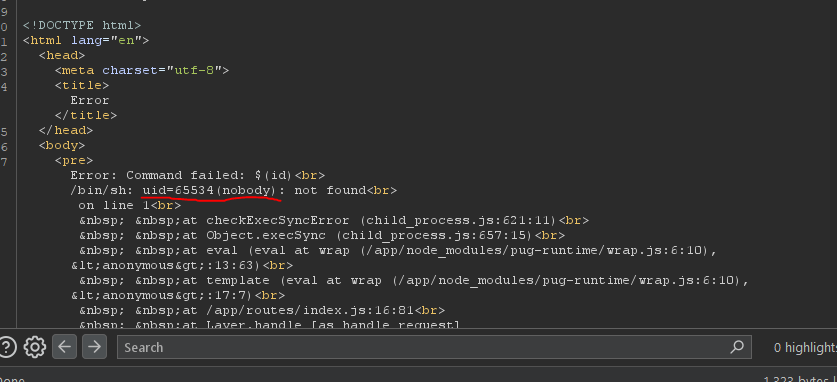 9
0 <!DOCTYPE html>
1 <html lang="en">
2 <head>
3 <meta charset="utf-8">
4 <title>
Error
</title>
5 </head>
6 <body>
7 <pre>
Error: Command failed: $(id)<br>
/bin/sh: uid=65534(nobody): not found<br>
on line 1<br>
&nbsp; &nbsp;at checkExecSyncError (child_process.js:621:11)<br>
&nbsp; &nbsp;at Object.execSync (child_process.js:657:15)<br>
&nbsp; &nbsp;at eval (eval at wrap (/app/node_modules/pug-runtime/wrap.js:6:10),
&lt;anonymous&gt;:13:63)<br>
&nbsp; &nbsp;at template (eval at wrap (/app/node_modules/pug-runtime/wrap.js:6:10),
&lt;anonymous&gt;:17:7)<br>
&nbsp; &nbsp;at /app/routes/index.js:16:81<br>
&nbsp; &nbsp;at Layer.handle [as handle_request]
? Search 0 highlights
Done 1,323 bytes